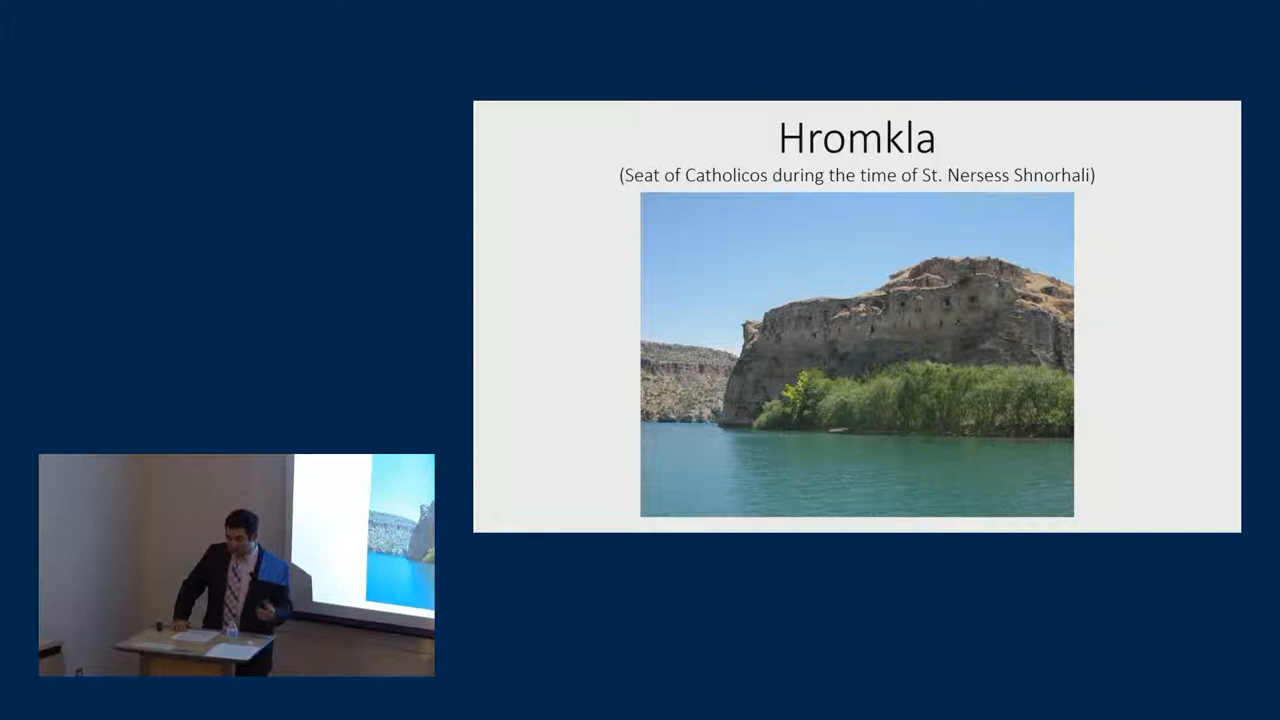 Hromkla
(Seat of Catholicos during the time of St. Nersess Shnorhali)